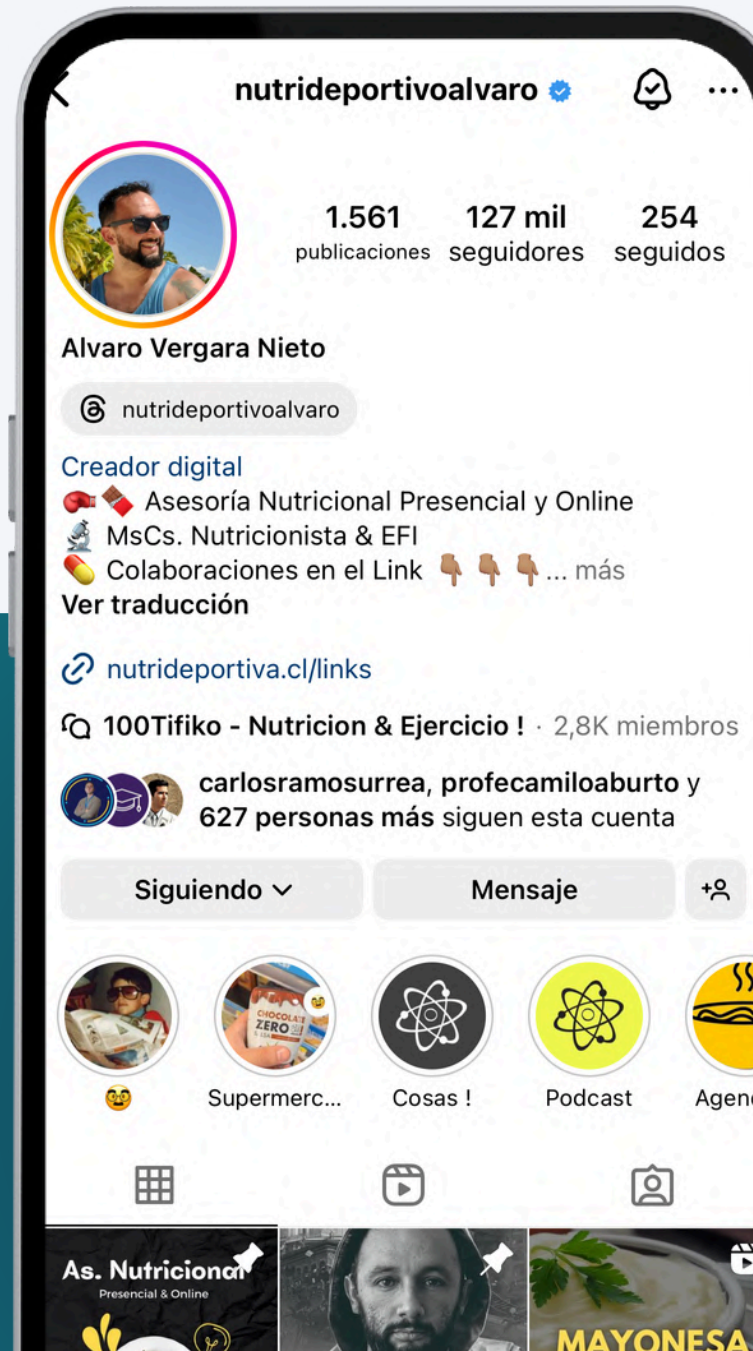 nutrideportivoalvaro
1.561 127 mil 254
publicaciones seguidores seguidos
Alvaro Vergara Nieto
nutrideportivoalvaro
Creador digital
🥊🍫 Asesoría Nutricional Presencial y Online
🔬 MsCs. Nutricionista & EFI
💊 Colaboraciones en el Link 👇🏽👇🏽👇🏽... más
Ver traducción
nutrideportiva.cl/links
100Tifiko - Nutricion & Ejercicio ! · 2,8K miembros
carlosramosurrea, profecamiloaburto y
627 personas más siguen esta cuenta
Siguiendo Mensaje
CHOCOLATE
ZERO
🥸 Supermerc... Cosas ! Podcast Agen
As. Nutricional
Presencial & Online
MAYONESA